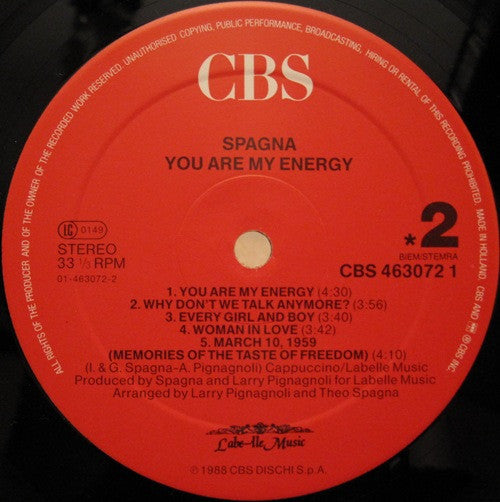 ALL RIGHTS OF THE PRODUCER AND OF THE OWNER OF THE RECORDED WORK RESERVED. UNAUTHORISED COPYING, PUBLIC PERFORMANCE, BROADCASTING, HIRING OR RENTAL OF THIS RECORDING PROHIBITED. MADE IN HOLLAND. CBS AND ARE ® CBS INC.
CBS
SPAGNA
YOU ARE MY ENERGY
IC 0149
STEREO
33 1/3 RPM
01-463072-2
*2
BIEM/STEMRA
CBS 463072 1
1. YOU ARE MY ENERGY (4:30)
2. WHY DON'T WE TALK ANYMORE? (3:56)
3. EVERY GIRL AND BOY (3:40)
4. WOMAN IN LOVE (3:42)
5. MARCH 10, 1959
(MEMORIES OF THE TASTE OF FREEDOM) (4:10)
(I. & G. Spagna-A. Pignagnoli) Cappuccino/Labelle Music
Produced by Spagna and Larry Pignagnoli for Labelle Music
Arranged by Larry Pignagnoli and Theo Spagna
Labe-lle Music
℗ 1988 CBS DISCHI S.p.A.